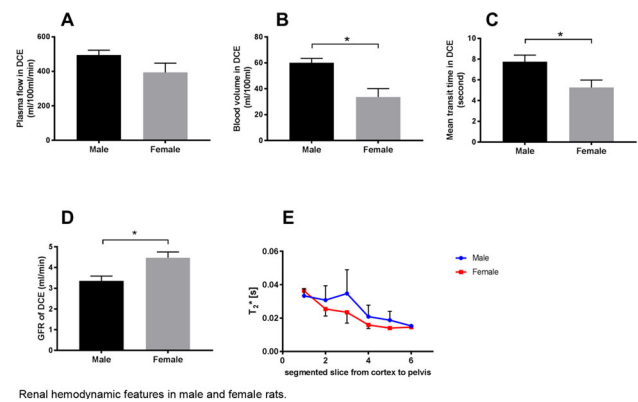 A
Plasma flow in DCE
(ml/100ml/min)
600
400
200
0
Male Female
B
Blood volume in DCE
(ml/100ml)
80
60
40
20
0
*
Male Female
C
Mean transit time in DCE
(second)
10
8
6
4
2
0
*
Male Female
D
GFR of DCE (ml/min)
5
4
3
2
1
0
*
Male Female
E
T2* [s]
0.06
0.04
0.02
0.00
2 4 6
segmented slice from cortex to pelvis
Male
Female
Renal hemodynamic features in male and female rats.